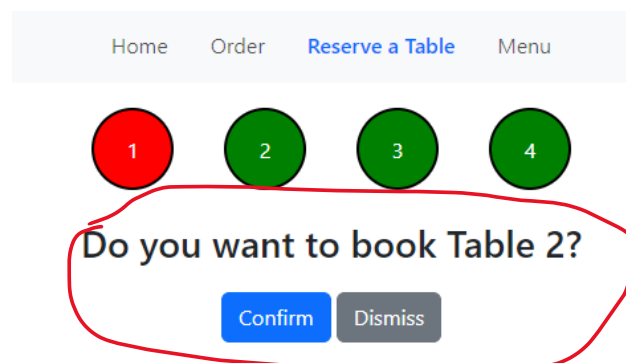 Home Order Reserve a Table Menu
1 2 3 4
Do you want to book Table 2?
Confirm Dismiss